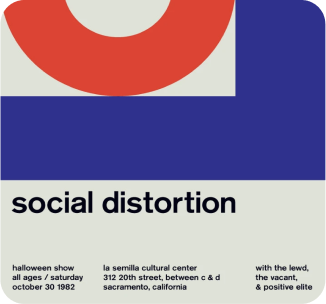 social distortion
halloween show
all ages / saturday
october 30 1982
la semilla cultural center
312 20th street, between c & d
sacramento, california
with the lewd,
the vacant,
& positive elite